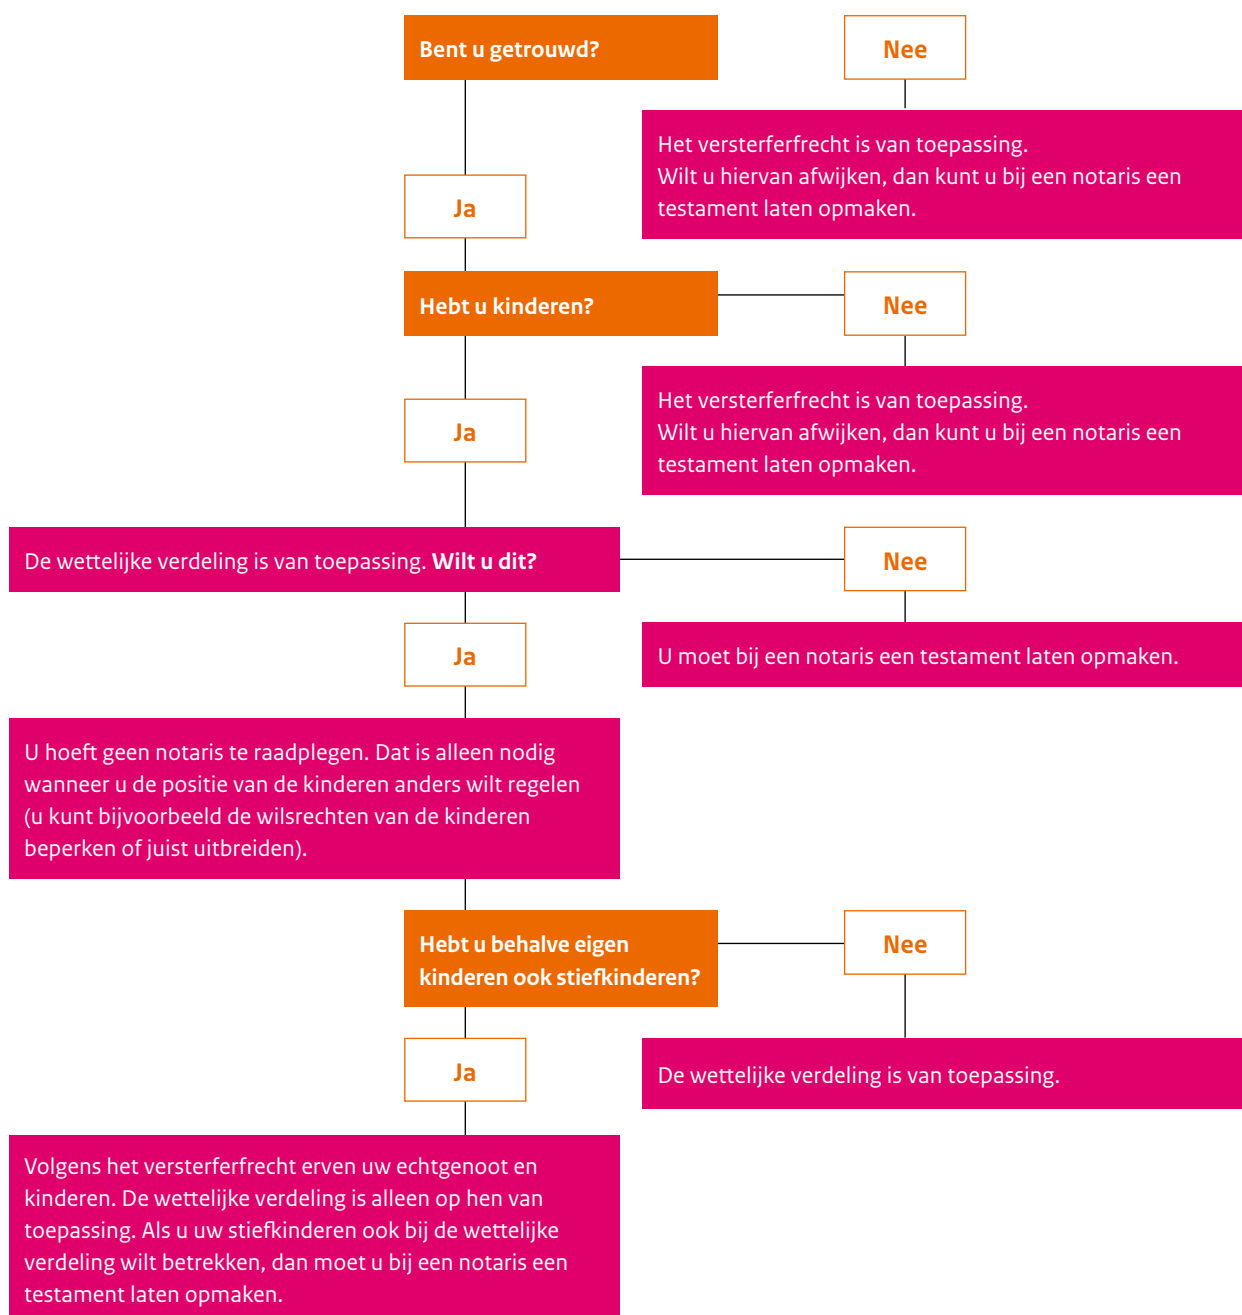 Bent u getrouwd?
Nee
Het versterferfrecht is van toepassing.
Wilt u hiervan afwijken, dan kunt u bij een notaris een
testament laten opmaken.
Ja
Hebt u kinderen?
Nee
Het versterferfrecht is van toepassing.
Wilt u hiervan afwijken, dan kunt u bij een notaris een
testament laten opmaken.
Ja
De wettelijke verdeling is van toepassing. Wilt u dit?
Nee
U moet bij een notaris een testament laten opmaken.
Ja
U hoeft geen notaris te raadplegen. Dat is alleen nodig
wanneer u de positie van de kinderen anders wilt regelen
(u kunt bijvoorbeeld de wilsrechten van de kinderen
beperken of juist uitbreiden).
Hebt u behalve eigen
kinderen ook stiefkinderen?
Nee
De wettelijke verdeling is van toepassing.
Ja
Volgens het versterferfrecht erven uw echtgenoot en
kinderen. De wettelijke verdeling is alleen op hen van
toepassing. Als u uw stiefkinderen ook bij de wettelijke
verdeling wilt betrekken, dan moet u bij een notaris een
testament laten opmaken.